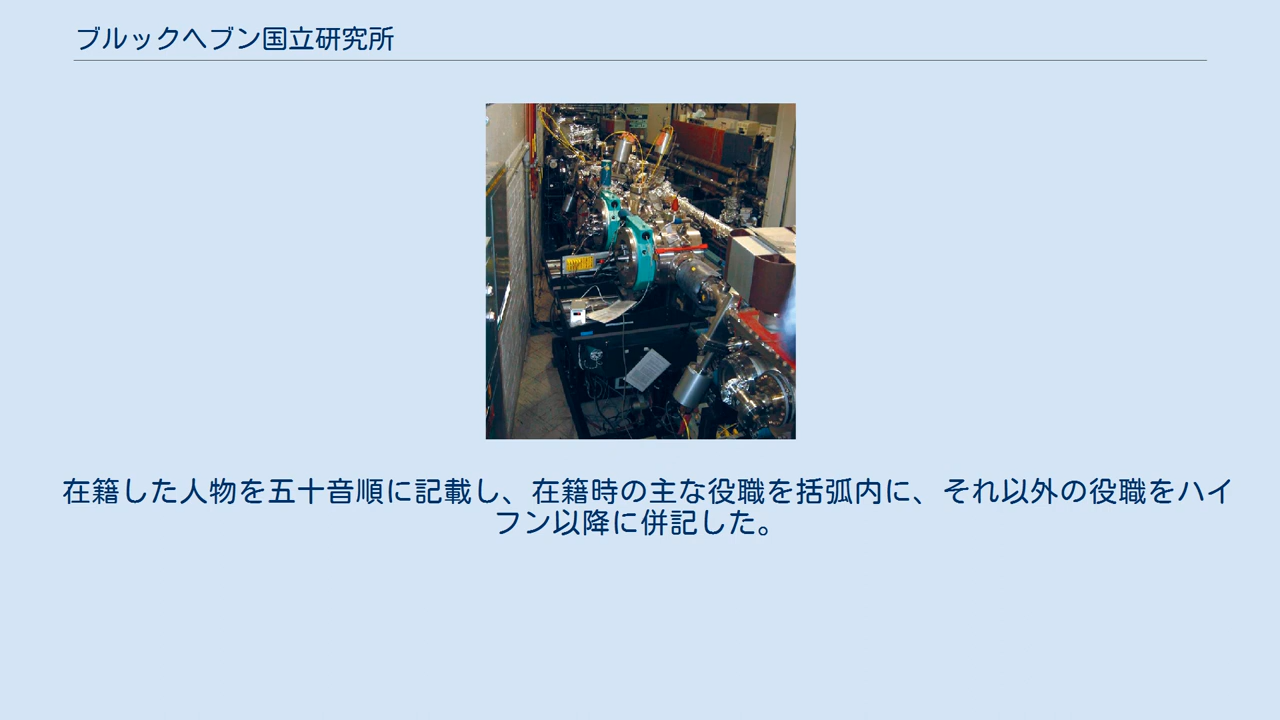 ブルックヘブン国立研究所
在籍した人物を五十音順に記載し、在籍時の主な役職を括弧内に、それ以外の役職をハイ
フン以降に併記した。